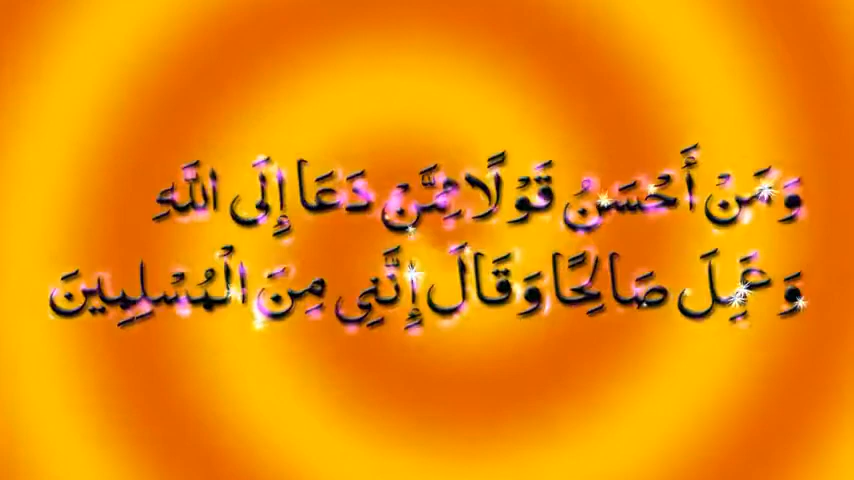 وَمَنْ أَحْسَنُ قَوْلًا مِمَّن دَعَا إِلَى اللَّهِ
وَعَمِلَ صَالِحًا وَقَالَ إِنَّنِي مِنَ الْمُسْلِمِينَ